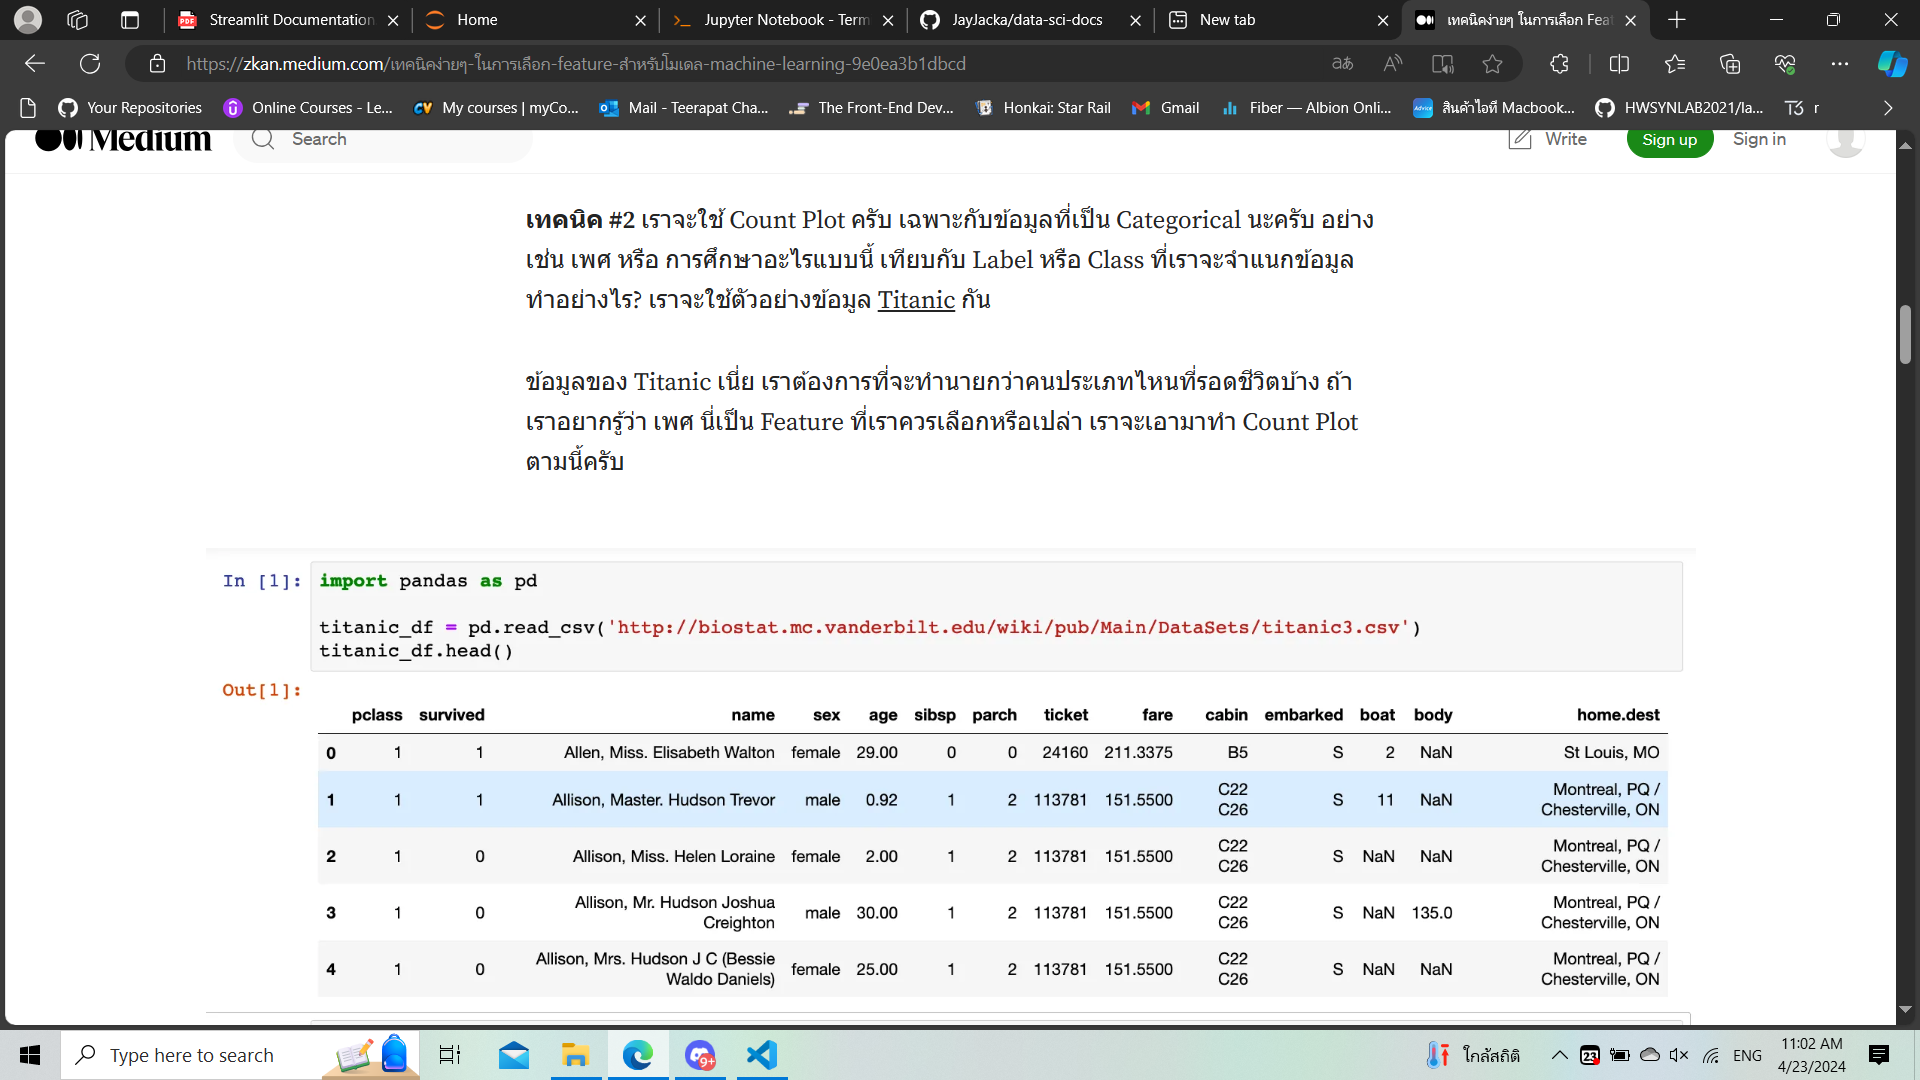 Streamlit Documentation
Home
Jupyter Notebook - Term
JayJacka/data-sci-docs
New tab
เทคนิคง่ายๆ ในการเลือก Feat
https://zkan.medium.com/เทคนิคง่ายๆ-ในการเลือก-feature-สำหรับโมเดล-machine-learning-9e0ea3b1dbcd
Your Repositories
Online Courses - Le...
My courses | myCo...
Mail - Teerapat Cha...
The Front-End Dev...
Honkai: Star Rail
Gmail
Fiber — Albion Onli...
สินค้าไอที Macbook...
HWSYNLAB2021/la...
r
Medium
Search
Write
Sign up
Sign in
เทคนิค #2 เราจะใช้ Count Plot ครับ เฉพาะกับข้อมูลที่เป็น Categorical นะครับ อย่าง
เช่น เพศ หรือ การศึกษาอะไรแบบนี้ เทียบกับ Label หรือ Class ที่เราจะจำแนกข้อมูล
ทำอย่างไร? เราจะใช้ตัวอย่างข้อมูล Titanic กัน
ข้อมูลของ Titanic เนี่ย เราต้องการที่จะทำนายกว่าคนประเภทไหนที่รอดชีวิตบ้าง ถ้า
เราอยากรู้ว่า เพศ นี่เป็น Feature ที่เราควรเลือกหรือเปล่า เราจะเอามาทำ Count Plot
ตามนี้ครับ
In [1]: import pandas as pd
titanic_df = pd.read_csv('http://biostat.mc.vanderbilt.edu/wiki/pub/Main/DataSets/titanic3.csv')
titanic_df.head()
Out[1]:
pclass survived name sex age sibsp parch ticket fare cabin embarked boat body home.dest
0 1 1 Allen, Miss. Elisabeth Walton female 29.00 0 0 24160 211.3375 B5 S 2 NaN St Louis, MO
1 1 1 Allison, Master. Hudson Trevor male 0.92 1 2 113781 151.5500 C22 C26 S 11 NaN Montreal, PQ / Chesterville, ON
2 1 0 Allison, Miss. Helen Loraine female 2.00 1 2 113781 151.5500 C22 C26 S NaN NaN Montreal, PQ / Chesterville, ON
3 1 0 Allison, Mr. Hudson Joshua Creighton male 30.00 1 2 113781 151.5500 C22 C26 S NaN 135.0 Montreal, PQ / Chesterville, ON
4 1 0 Allison, Mrs. Hudson J C (Bessie Waldo Daniels) female 25.00 1 2 113781 151.5500 C22 C26 S NaN NaN Montreal, PQ / Chesterville, ON
Type here to search
9+
ใกล้สถิติ
23
ENG
11:02 AM
4/23/2024